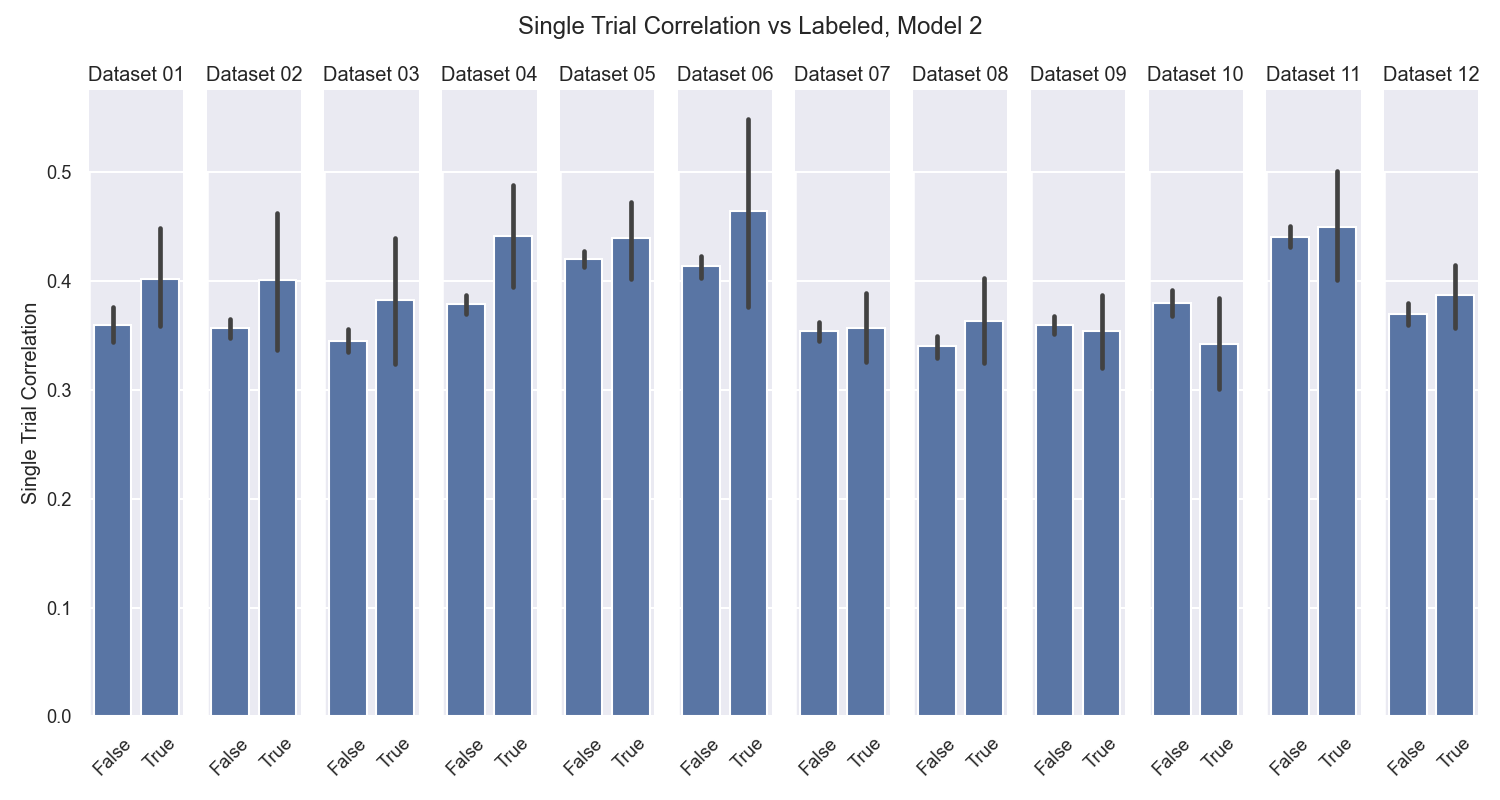 Single Trial Correlation vs Labeled, Model 2
Dataset 01 Dataset 02 Dataset 03 Dataset 04 Dataset 05 Dataset 06 Dataset 07 Dataset 08 Dataset 09 Dataset 10 Dataset 11 Dataset 12
Single Trial Correlation
0.5
0.4
0.3
0.2
0.1
0.0
False True False True False True False True False True False True False True False True False True False True False True False True